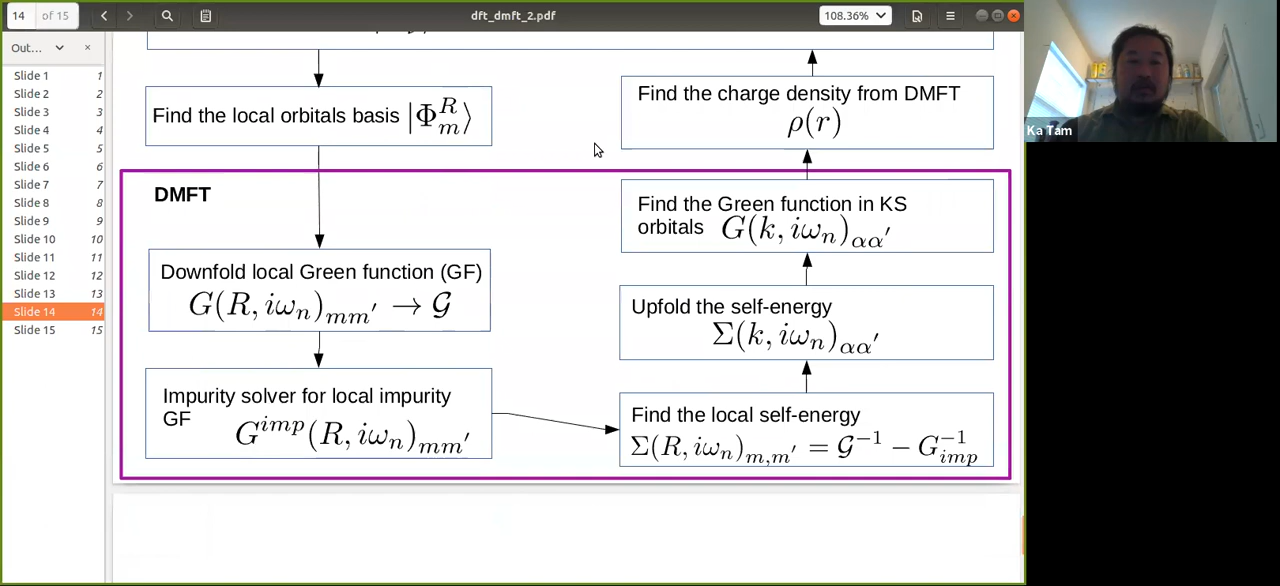 14 of 15
dft_dmft_2.pdf
108.36%
Out...
Slide 1 1
Slide 2 2
Slide 3 3
Slide 4 4
Slide 5 5
Slide 6 6
Slide 7 7
Slide 8 8
Slide 9 9
Slide 10 10
Slide 11 11
Slide 12 12
Slide 13 13
Slide 14 14
Slide 15 15
Find the local orbitals basis |Φ_m^R⟩
DMFT
Downfold local Green function (GF)
G(R, iω_n)_{mm'} → 𝒢
Impurity solver for local impurity
GF G^{imp}(R, iω_n)_{mm'}
Find the charge density from DMFT
ρ(r)
Find the Green function in KS
orbitals G(k, iω_n)_{αα'}
Upfold the self-energy
Σ(k, iω_n)_{αα'}
Find the local self-energy
Σ(R, iω_n)_{m,m'} = 𝒢^{-1} − G_{imp}^{-1}
Ka Tam